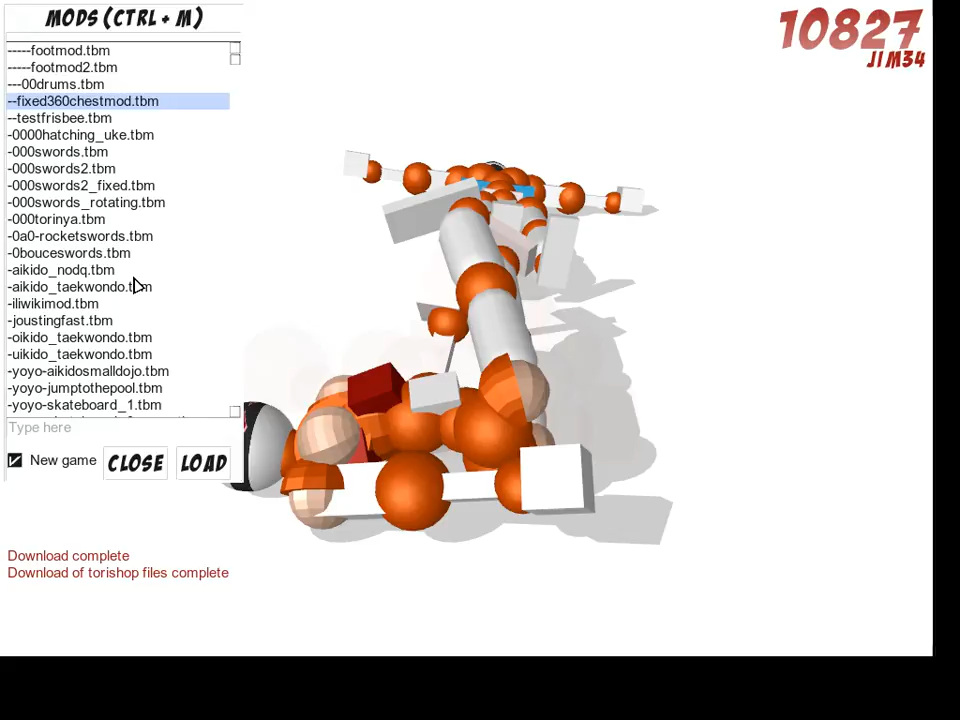 MODS (CTRL + M)
10827
JIM34
-----footmod.tbm
-----footmod2.tbm
---00drums.tbm
--fixed360chestmod.tbm
--testfrisbee.tbm
-0000hatching_uke.tbm
-000swords.tbm
-000swords2.tbm
-000swords2_fixed.tbm
-000swords_rotating.tbm
-000torinya.tbm
-0a0-rocketswords.tbm
-0bouceswords.tbm
-aikido_nodq.tbm
-aikido_taekwondo.tbm
-iliwikimod.tbm
-joustingfast.tbm
-oikido_taekwondo.tbm
-uikido_taekwondo.tbm
-yoyo-aikidosmalldojo.tbm
-yoyo-jumptothepool.tbm
-yoyo-skateboard_1.tbm
Type here
New game
CLOSE
LOAD
Download complete
Download of torishop files complete